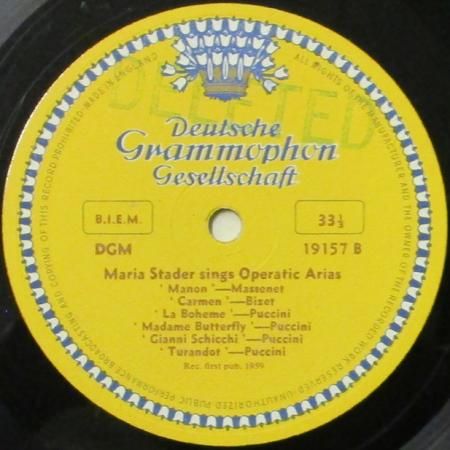 DELETED
Deutsche
Grammophon
Gesellschaft
B.I.E.M.
33⅓
DGM
19157 B
Maria Stader sings Operatic Arias
'Manon'—Massenet
'Carmen'—Bizet
'La Boheme'—Puccini
'Madame Butterfly'—Puccini
'Gianni Schicchi'—Puccini
'Turandot'—Puccini
Rec. first pub. 1959
ALL RIGHTS OF THE MANUFACTURER AND THE OWNER OF THE RECORDED WORK RESERVED·UNAUTHORIZED PUBLIC PERFORMANCE BROADCASTING AND COPYING OF THIS RECORD PROHIBITED·MADE IN ENGLAND